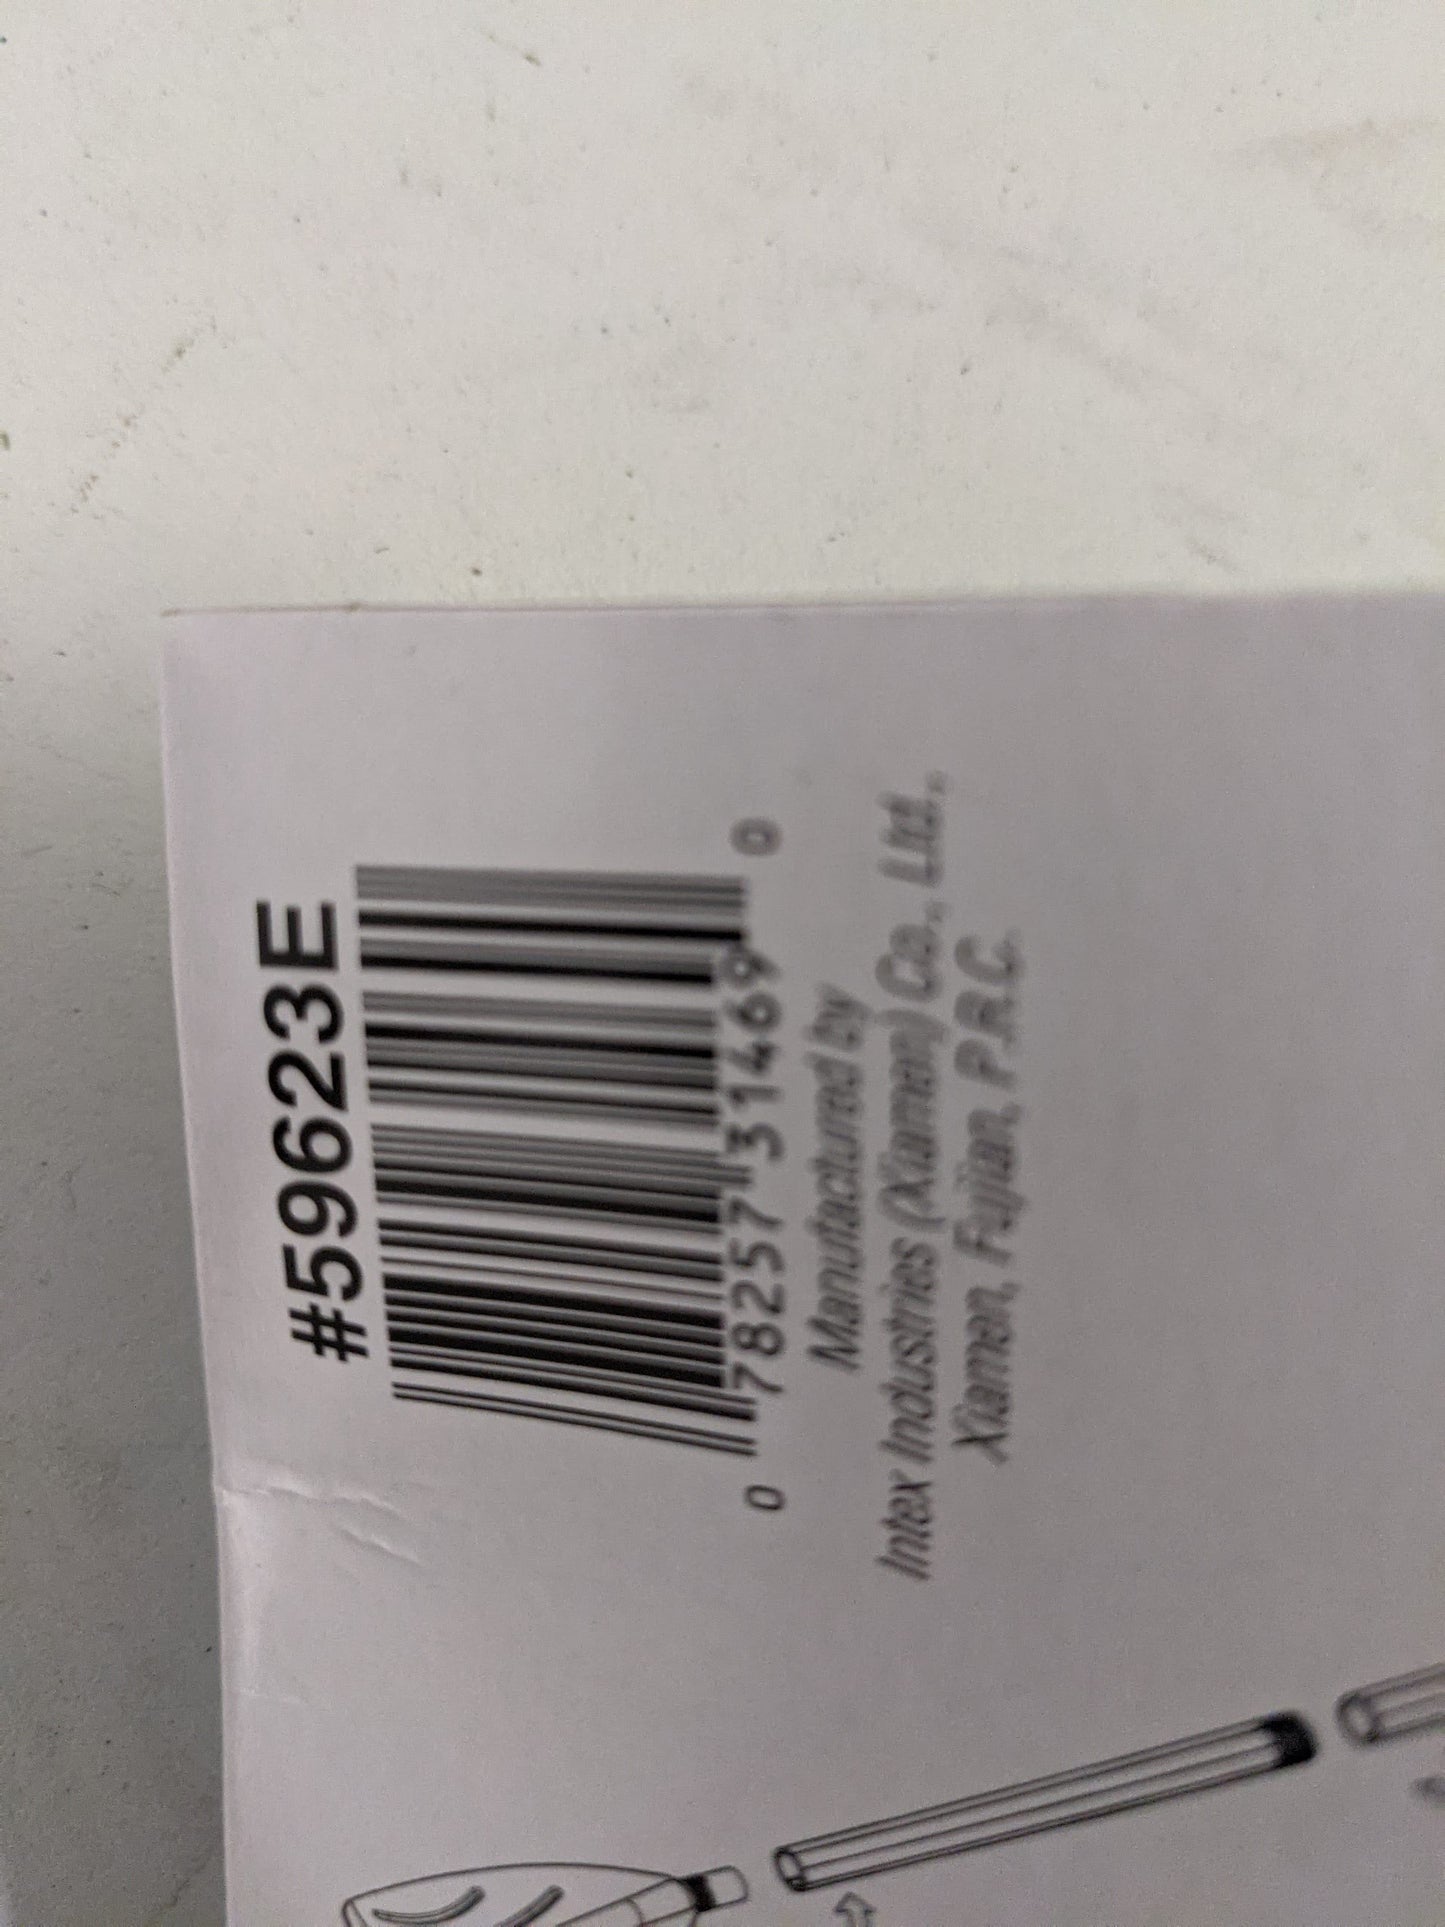 #59623E
0 78257 31469 0
Manufactured by
Intex Industries (Xiamen) Co., Ltd.,
Xiamen, Fujian, P.R.C.